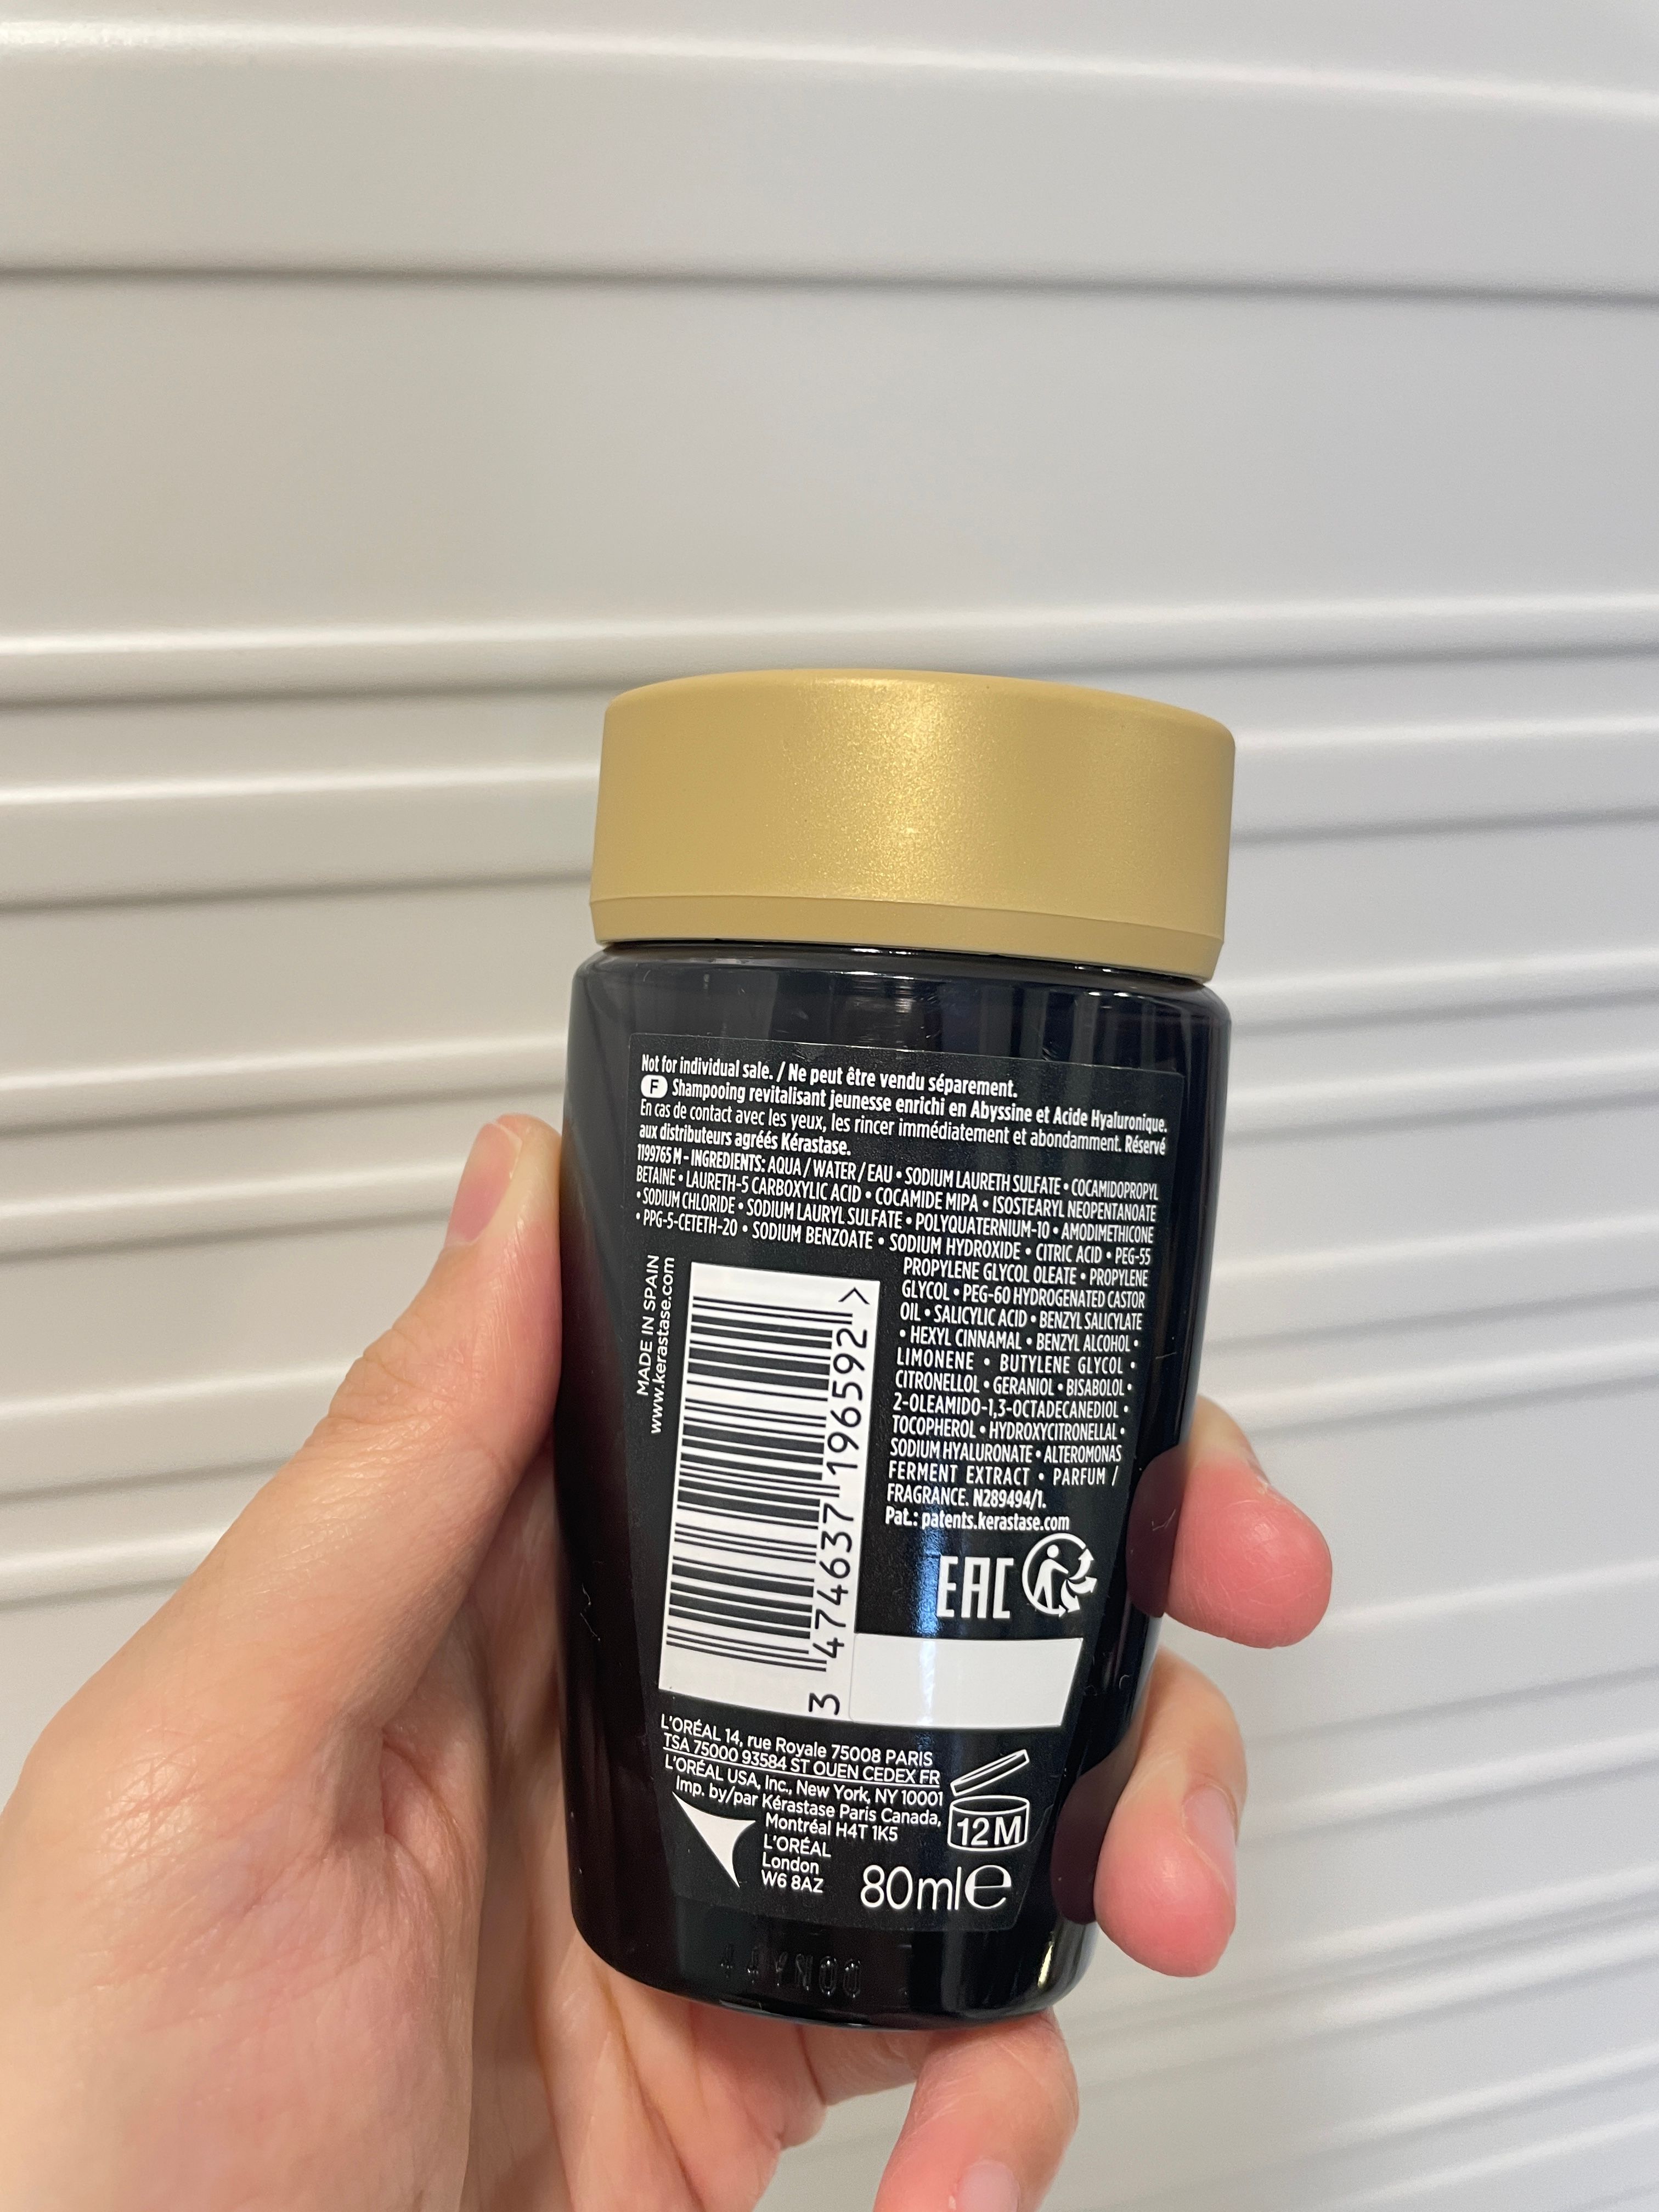 Not for individual sale. / Ne peut être vendu séparement.
F Shampooing revitalisant jeunesse enrichi en Abyssine et Acide Hyaluronique.
En cas de contact avec les yeux, les rincer immédiatement et abondamment. Réservé
aux distributeurs agréés Kérastase.
1199765 M - INGREDIENTS: AQUA / WATER / EAU • SODIUM LAURETH SULFATE • COCAMIDOPROPYL
BETAINE • LAURETH-5 CARBOXYLIC ACID • COCAMIDE MIPA • ISOSTEARYL NEOPENTANOATE
• SODIUM CHLORIDE • SODIUM LAURYL SULFATE • POLYQUATERNIUM-10 • AMODIMETHICONE
• PPG-5-CETETH-20 • SODIUM BENZOATE • SODIUM HYDROXIDE • CITRIC ACID • PEG-55
PROPYLENE GLYCOL OLEATE • PROPYLENE
GLYCOL • PEG-60 HYDROGENATED CASTOR
OIL • SALICYLIC ACID • BENZYL SALICYLATE
• HEXYL CINNAMAL • BENZYL ALCOHOL •
LIMONENE • BUTYLENE GLYCOL •
CITRONELLOL • GERANIOL • BISABOLOL •
2-OLEAMIDO-1,3-OCTADECANEDIOL •
TOCOPHEROL • HYDROXYCITRONELLAL •
SODIUM HYALURONATE • ALTEROMONAS
FERMENT EXTRACT • PARFUM /
FRAGRANCE. N289494/1.
Pat.: patents.kerastase.com
MADE IN SPAIN
www.kerastase.com
3 474637 196592 >
EAC
L'ORÉAL 14, rue Royale 75008 PARIS
TSA 75000 93584 ST OUEN CEDEX FR
L'ORÉAL USA, Inc., New York, NY 10001
Imp. by/par Kérastase Paris Canada,
Montréal H4T 1K5
L'ORÉAL
London
W6 8AZ
12M
80ml e